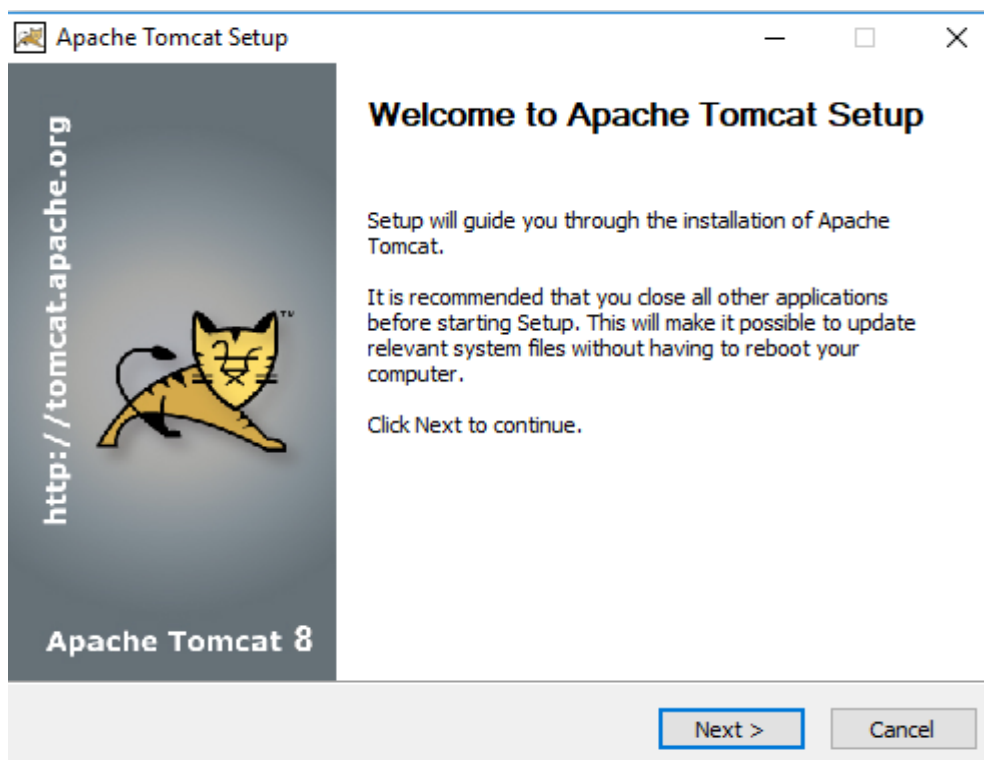 Apache Tomcat Setup
http://tomcat.apache.org
Apache Tomcat 8
Welcome to Apache Tomcat Setup
Setup will guide you through the installation of Apache
Tomcat.
It is recommended that you close all other applications
before starting Setup. This will make it possible to update
relevant system files without having to reboot your
computer.
Click Next to continue.
TM
Next >
Cancel